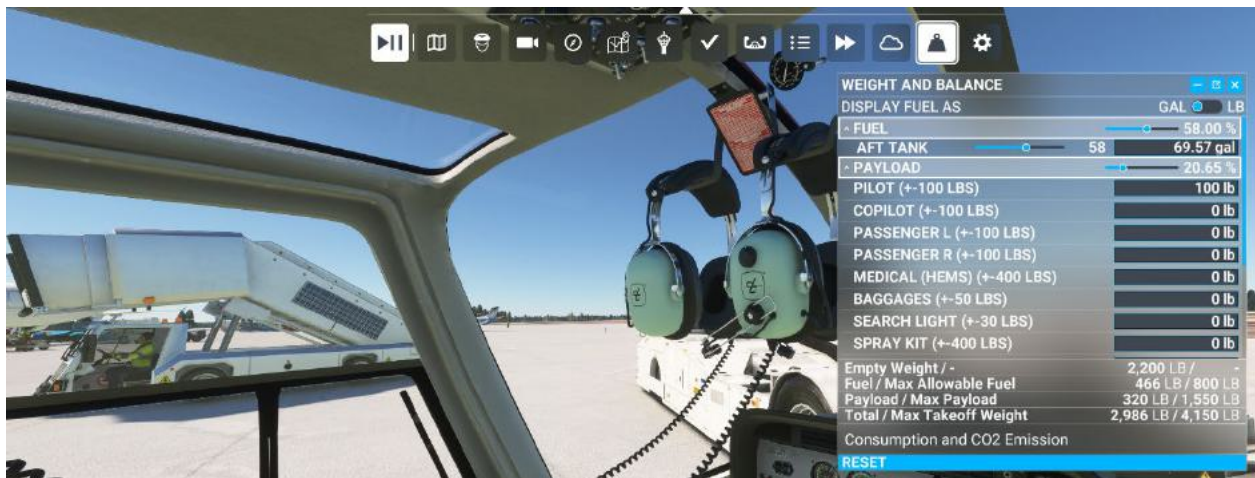 WEIGHT AND BALANCE
DISPLAY FUEL AS GAL LB
FUEL 58.00 %
AFT TANK 58 69.57 gal
PAYLOAD 20.65 %
PILOT (+-100 LBS) 100 lb
COPILOT (+-100 LBS) 0 lb
PASSENGER L (+-100 LBS) 0 lb
PASSENGER R (+-100 LBS) 0 lb
MEDICAL (HEMS) (+-400 LBS) 0 lb
BAGGAGES (+-50 LBS) 0 lb
SEARCH LIGHT (+-30 LBS) 0 lb
SPRAY KIT (+-400 LBS) 0 lb
Empty Weight / - 2,200 LB / -
Fuel / Max Allowable Fuel 466 LB / 800 LB
Payload / Max Payload 320 LB / 1,550 LB
Total / Max Takeoff Weight 2,986 LB / 4,150 LB
Consumption and CO2 Emission
RESET